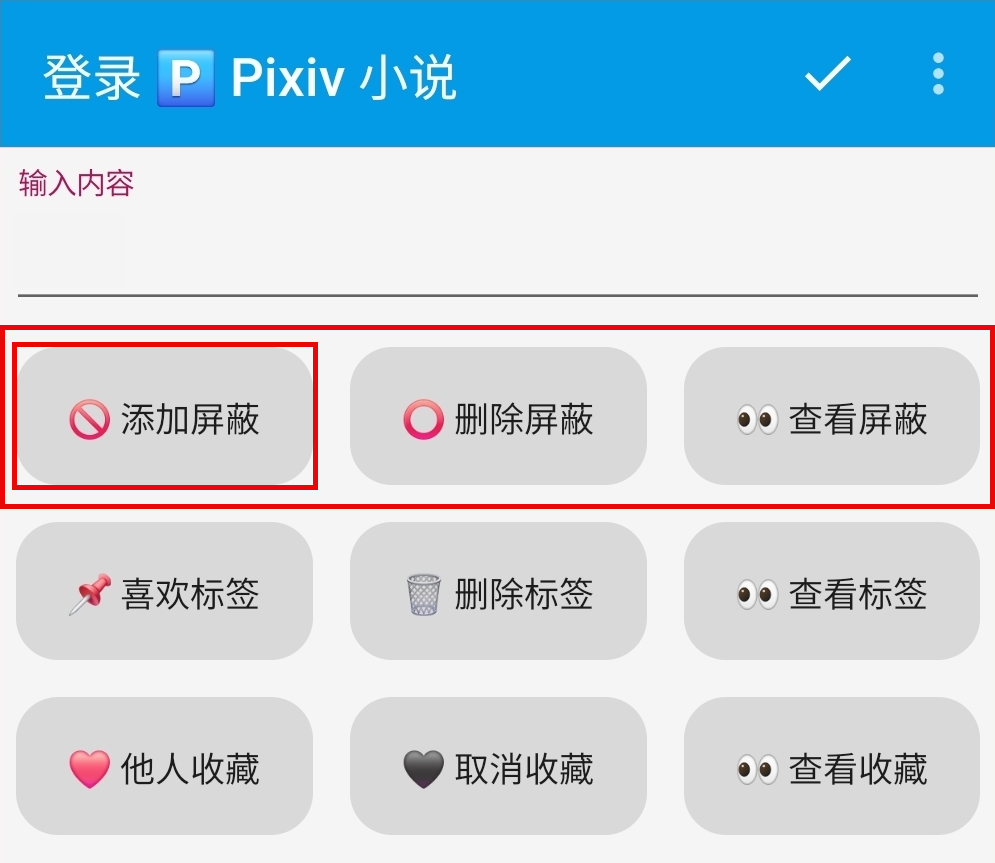 登录 🅿️ Pixiv 小说
输入内容
🚫 添加屏蔽
⭕ 删除屏蔽
👀 查看屏蔽
📌 喜欢标签
🗑️ 删除标签
👀 查看标签
❤️ 他人收藏
🖤 取消收藏
👀 查看收藏